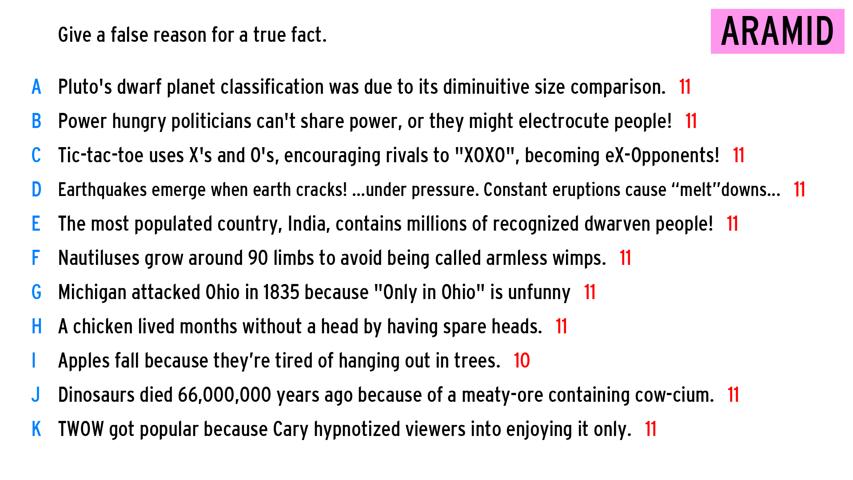 Give a false reason for a true fact.
ARAMID
A Pluto's dwarf planet classification was due to its diminuitive size comparison. 11
B Power hungry politicians can't share power, or they might electrocute people! 11
C Tic-tac-toe uses X's and O's, encouraging rivals to "XOXO", becoming eX-Opponents! 11
D Earthquakes emerge when earth cracks! ...under pressure. Constant eruptions cause “melt”downs... 11
E The most populated country, India, contains millions of recognized dwarven people! 11
F Nautiluses grow around 90 limbs to avoid being called armless wimps. 11
G Michigan attacked Ohio in 1835 because "Only in Ohio" is unfunny 11
H A chicken lived months without a head by having spare heads. 11
I Apples fall because they’re tired of hanging out in trees. 10
J Dinosaurs died 66,000,000 years ago because of a meaty-ore containing cow-cium. 11
K TWOW got popular because Cary hypnotized viewers into enjoying it only. 11